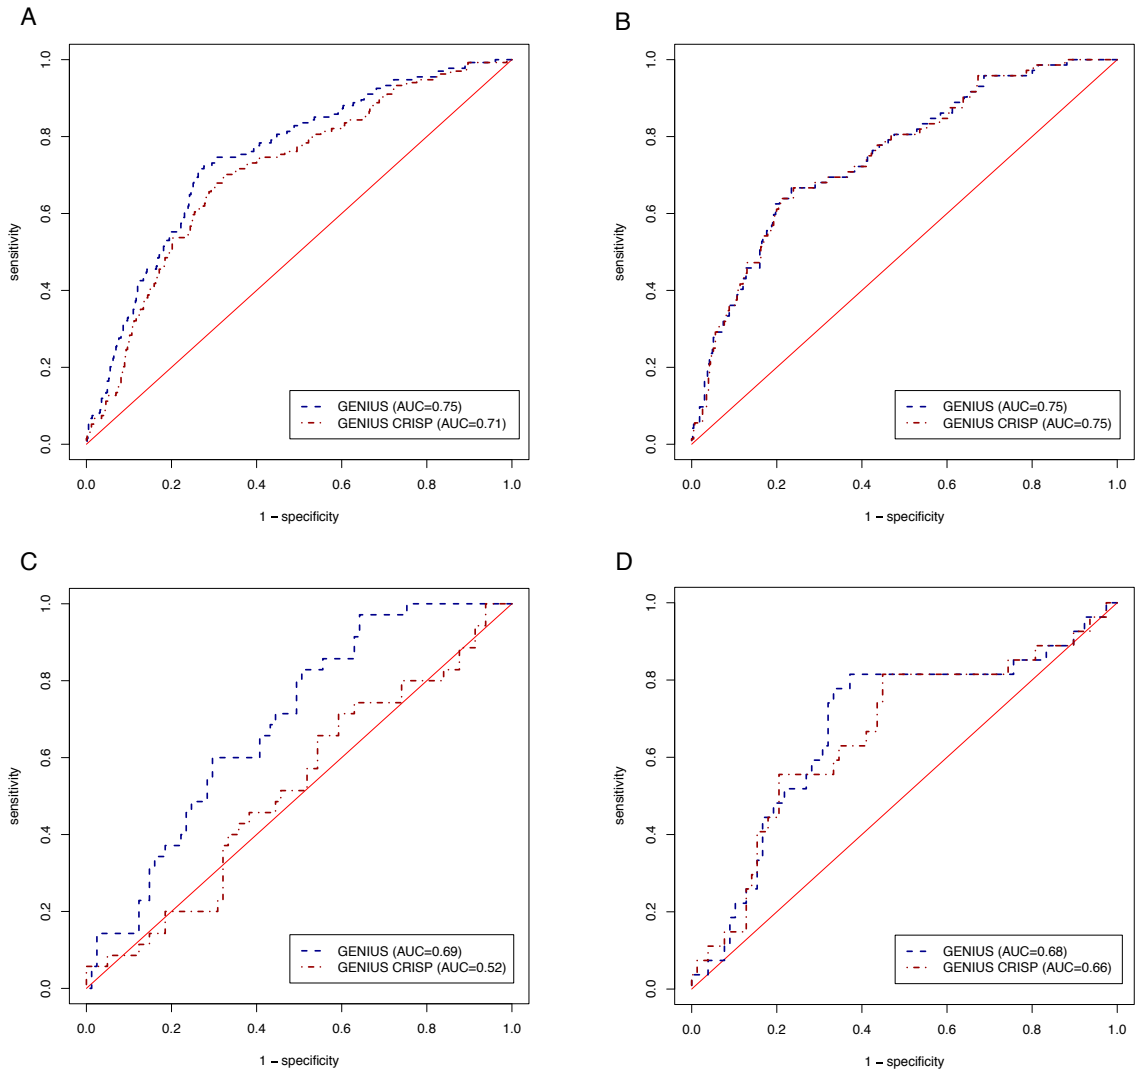 A
sensitivity
0.0 0.2 0.4 0.6 0.8 1.0
GENIUS (AUC=0.75)
GENIUS CRISP (AUC=0.71)
0.0 0.2 0.4 0.6 0.8 1.0
1 − specificity
B
sensitivity
0.0 0.2 0.4 0.6 0.8 1.0
GENIUS (AUC=0.75)
GENIUS CRISP (AUC=0.75)
0.0 0.2 0.4 0.6 0.8 1.0
1 − specificity
C
sensitivity
0.0 0.2 0.4 0.6 0.8 1.0
GENIUS (AUC=0.69)
GENIUS CRISP (AUC=0.52)
0.0 0.2 0.4 0.6 0.8 1.0
1 − specificity
D
sensitivity
0.0 0.2 0.4 0.6 0.8 1.0
GENIUS (AUC=0.68)
GENIUS CRISP (AUC=0.66)
0.0 0.2 0.4 0.6 0.8 1.0
1 − specificity